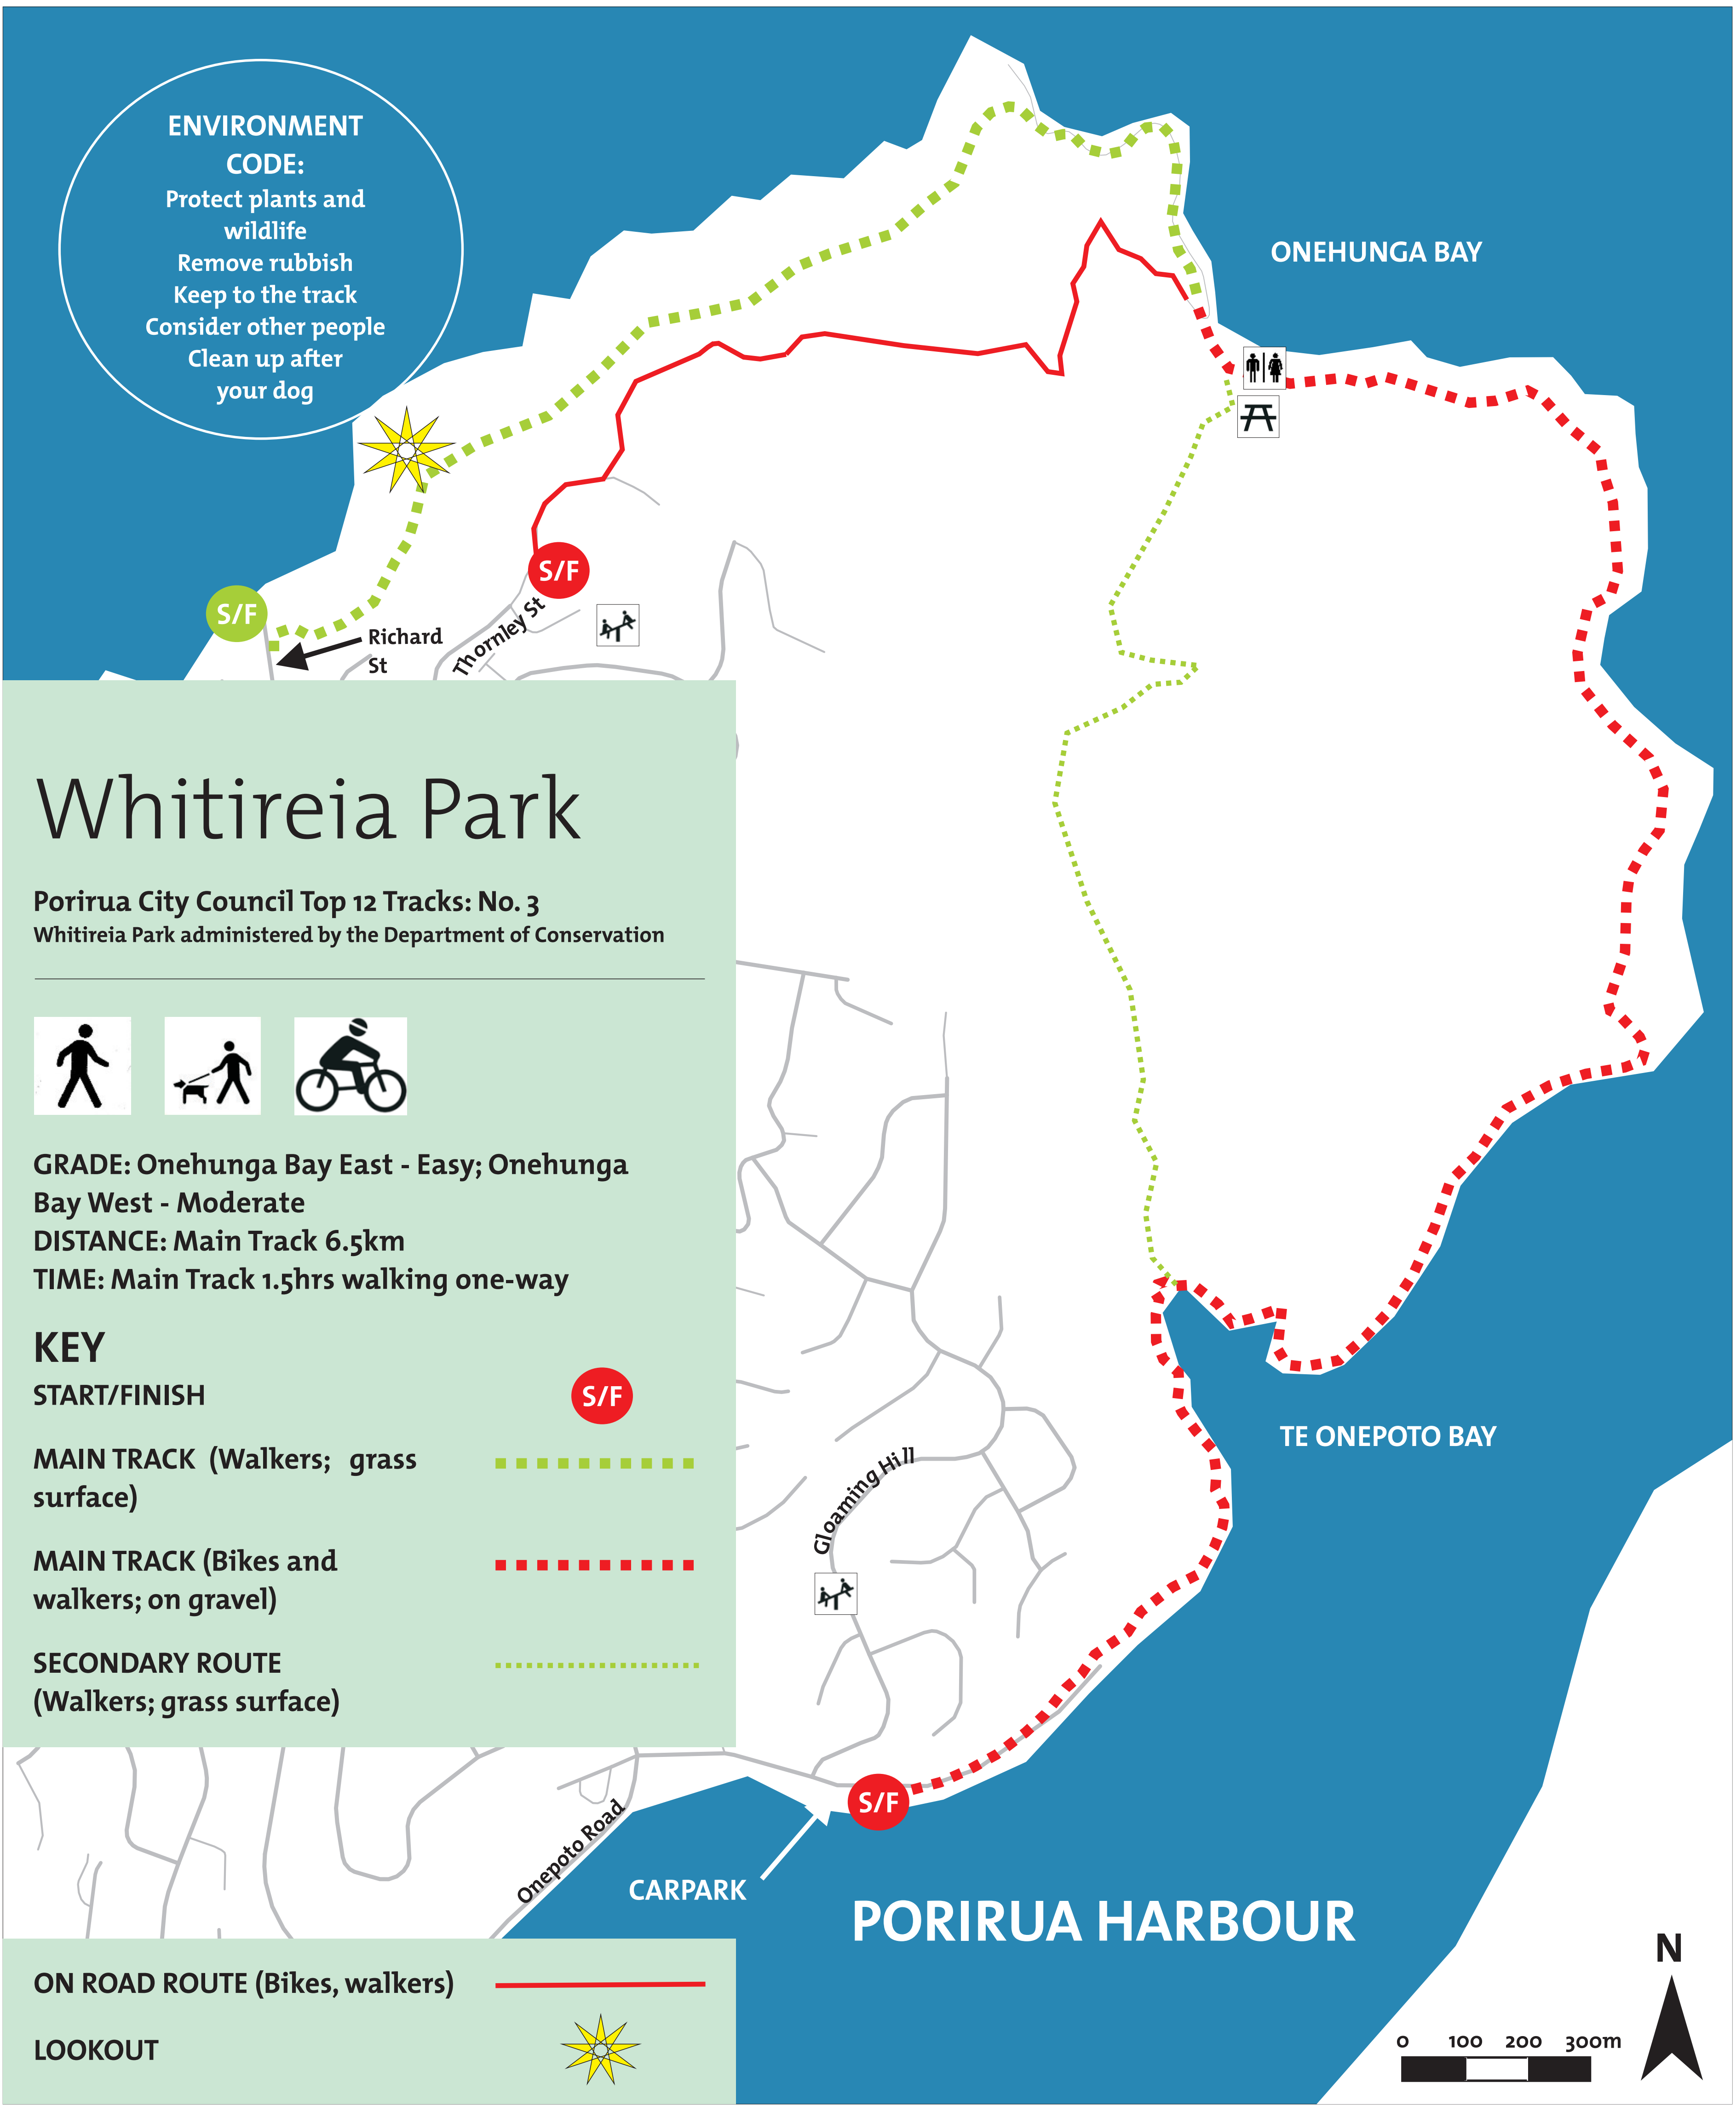 ENVIRONMENT
CODE:
Protect plants and
wildlife
Remove rubbish
Keep to the track
Consider other people
Clean up after
your dog
ONEHUNGA BAY
S/F
S/F
Richard
St
Thornley St
Whitireia Park
Porirua City Council Top 12 Tracks: No. 3
Whitireia Park administered by the Department of Conservation
GRADE: Onehunga Bay East - Easy; Onehunga
Bay West - Moderate
DISTANCE: Main Track 6.5km
TIME: Main Track 1.5hrs walking one-way
KEY
START/FINISH
S/F
MAIN TRACK (Walkers; grass
surface)
MAIN TRACK (Bikes and
walkers; on gravel)
SECONDARY ROUTE
(Walkers; grass surface)
ON ROAD ROUTE (Bikes, walkers)
LOOKOUT
TE ONEPOTO BAY
Gloaming Hill
S/F
Onepoto Road
CARPARK
PORIRUA HARBOUR
N
0 100 200 300m